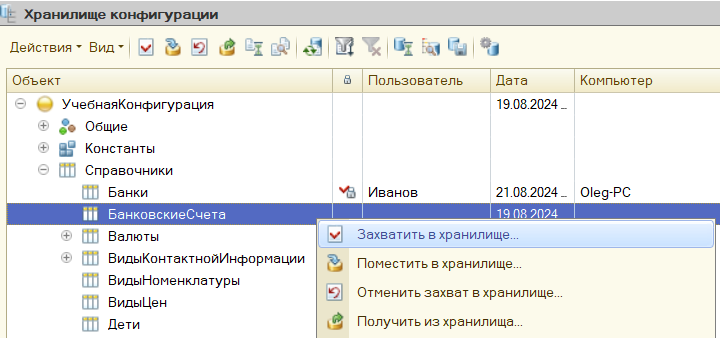 Хранилище конфигурации
Действия Вид
Объект Пользователь Дата Компьютер
УчебнаяКонфигурация 19.08.2024 ...
Общие
Константы
Справочники
Банки Иванов 21.08.2024 ... Oleg-PC
БанковскиеСчета 19.08.2024
Валюты Захватить в хранилище...
ВидыКонтактнойИнформации Поместить в хранилище...
ВидыНоменклатуры
ВидыЦен Отменить захват в хранилище...
Дети Получить из хранилища...